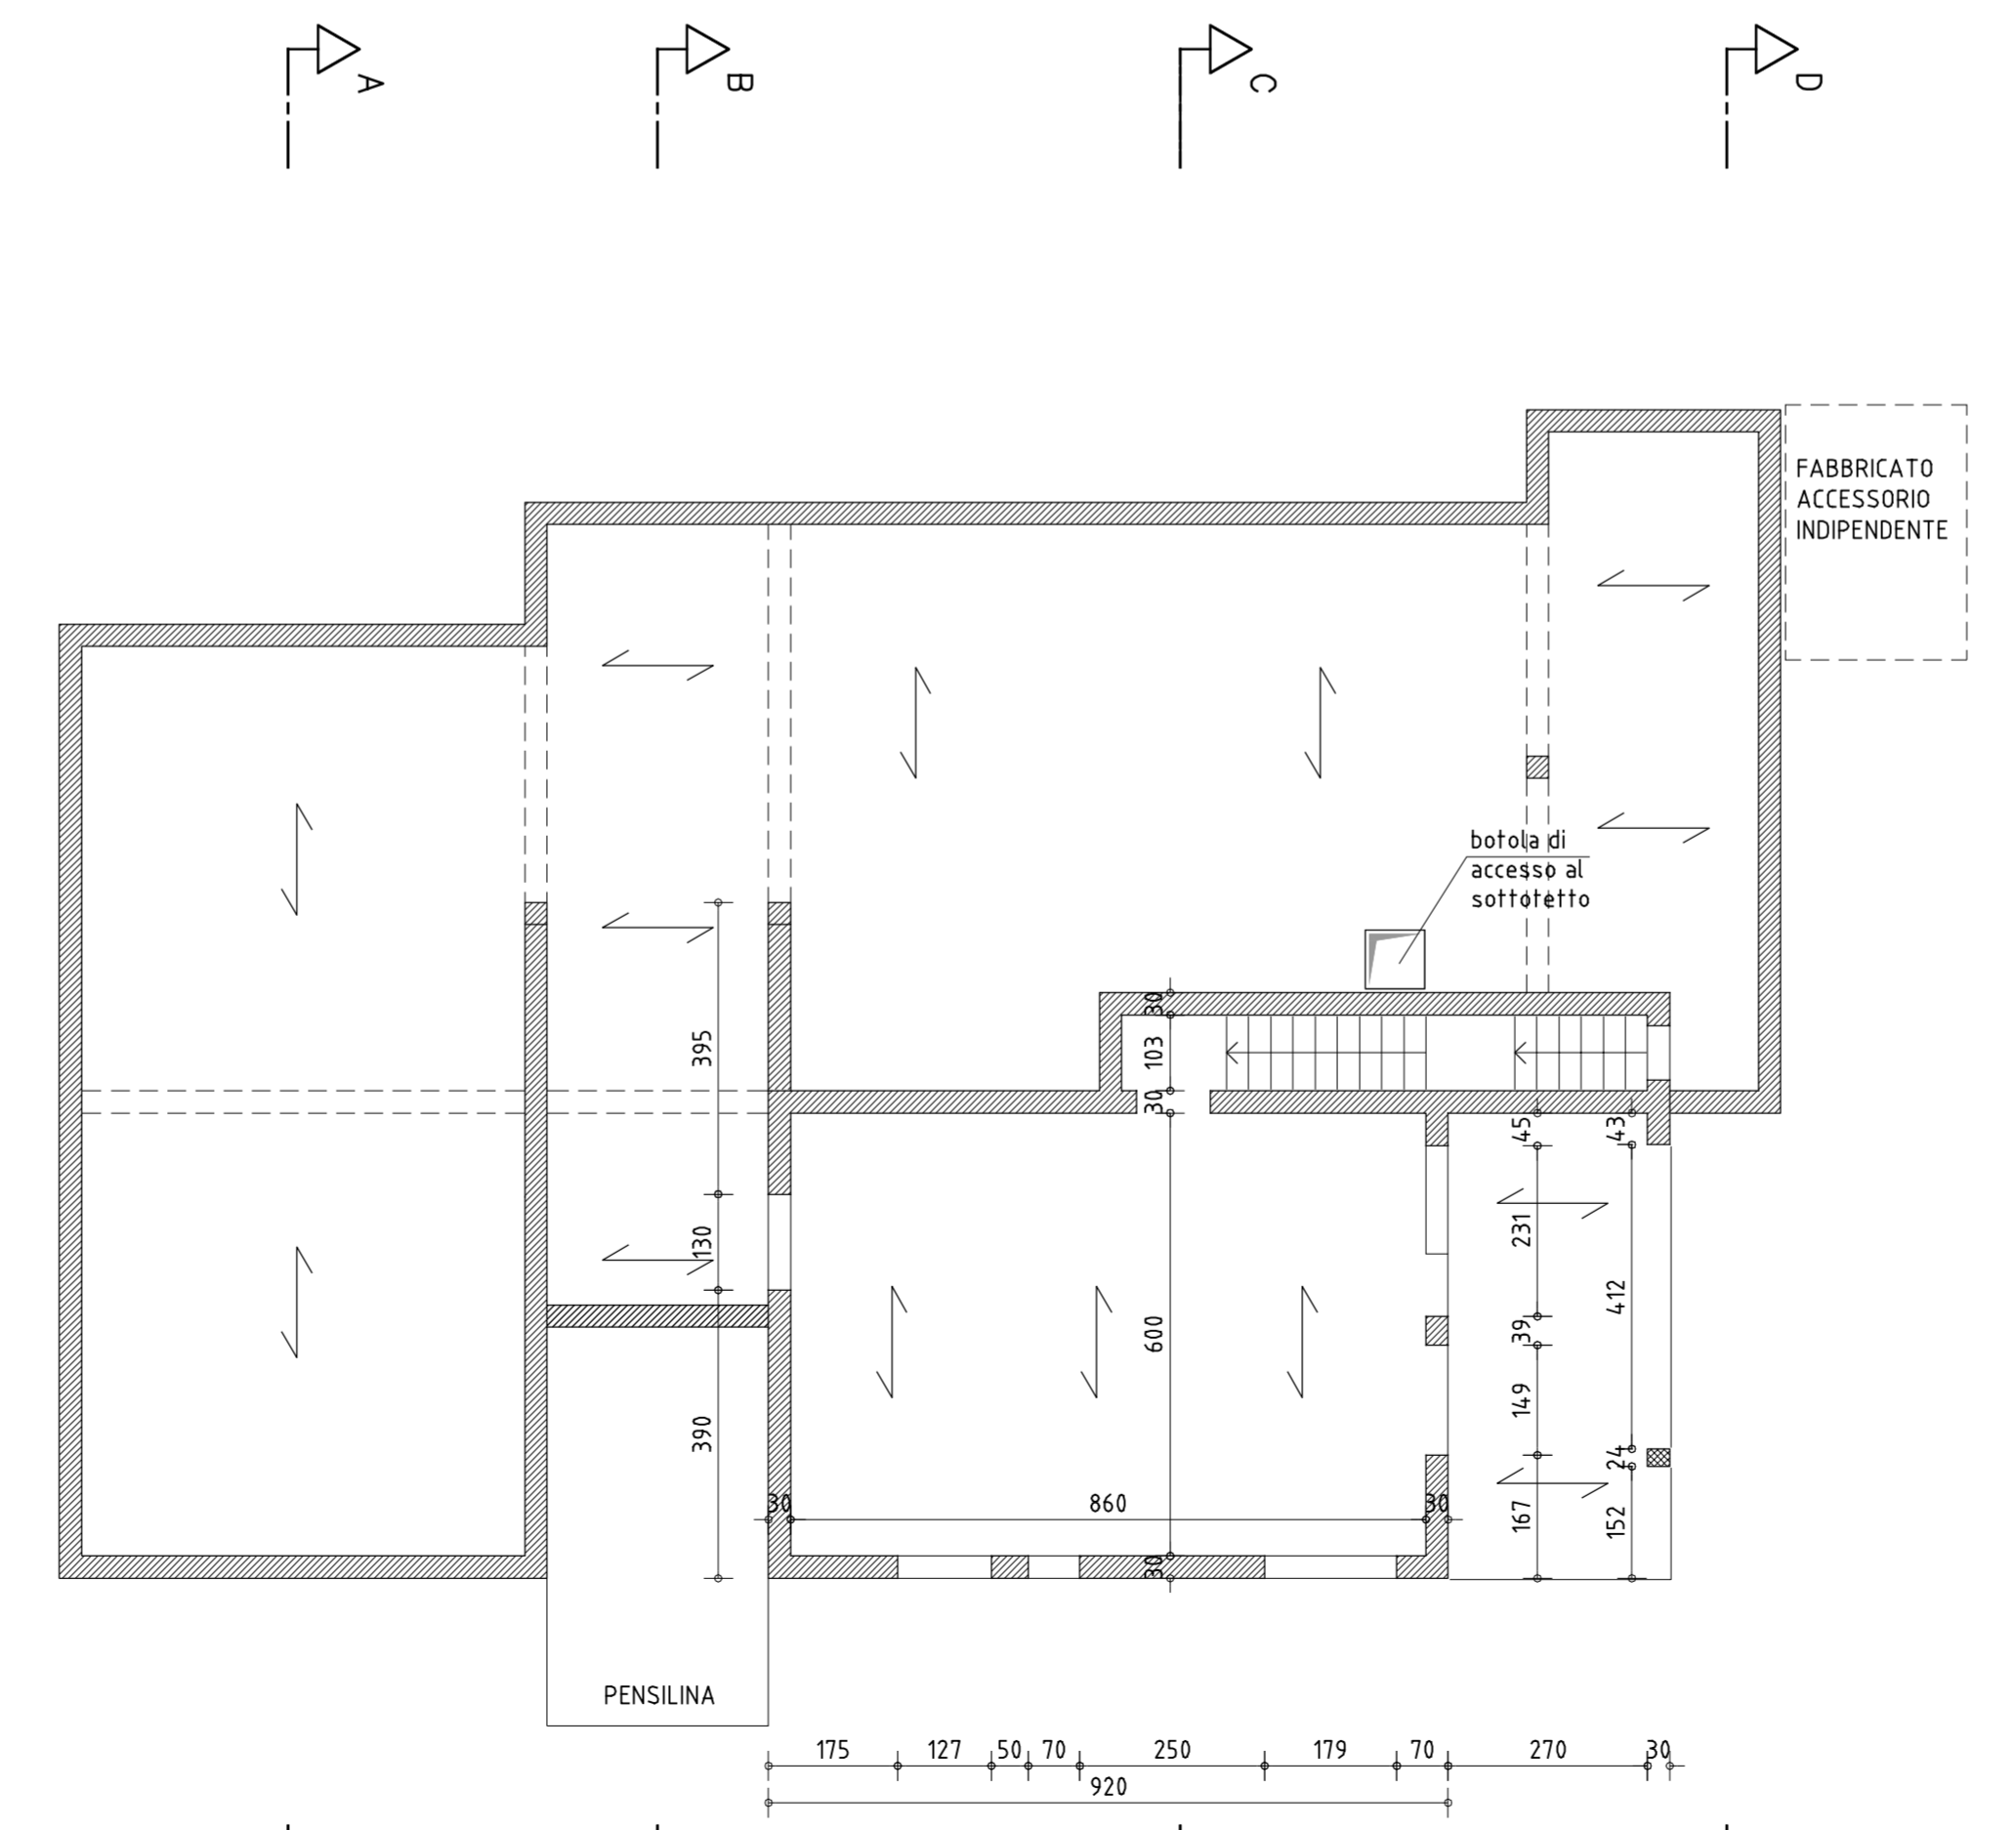 A
B
C
D
FABBRICATO
ACCESSORIO
INDIPENDENTE
botola di
accesso al
sottotetto
30
103
30
395
45
43
231
130
412
600
39
390
149
24
30
860
30
167
152
30
PENSILINA
175 127 50 70 250 179 70 270 30
920